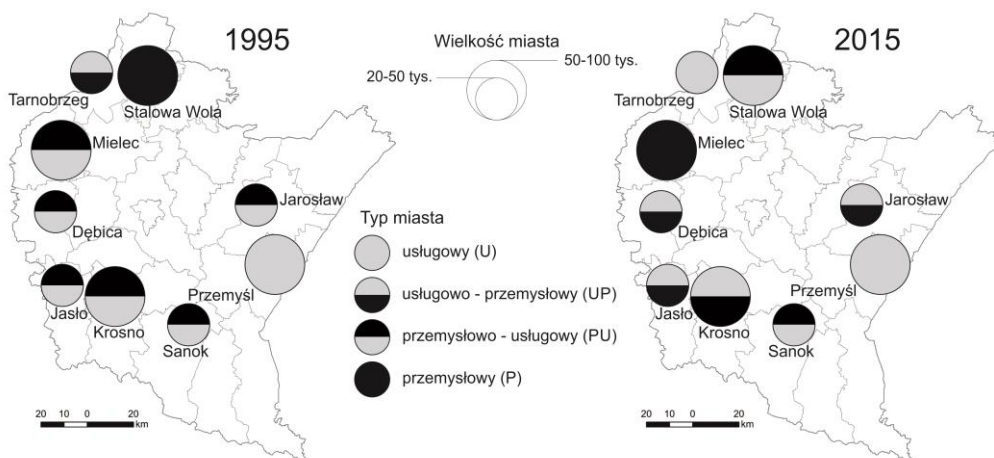 1995
Tarnobrzeg
Stalowa Wola
Mielec
Jarosław
Dębica
Jasło
Krosno
Przemyśl
Sanok
20 10 0 20
km
Wielkość miasta
50-100 tys.
20-50 tys.
Typ miasta
usługowy (U)
usługowo - przemysłowy (UP)
przemysłowo - usługowy (PU)
przemysłowy (P)
2015
Tarnobrzeg
Stalowa Wola
Mielec
Jarosław
Dębica
Jasło
Krosno
Przemyśl
Sanok
20 10 0 20
km